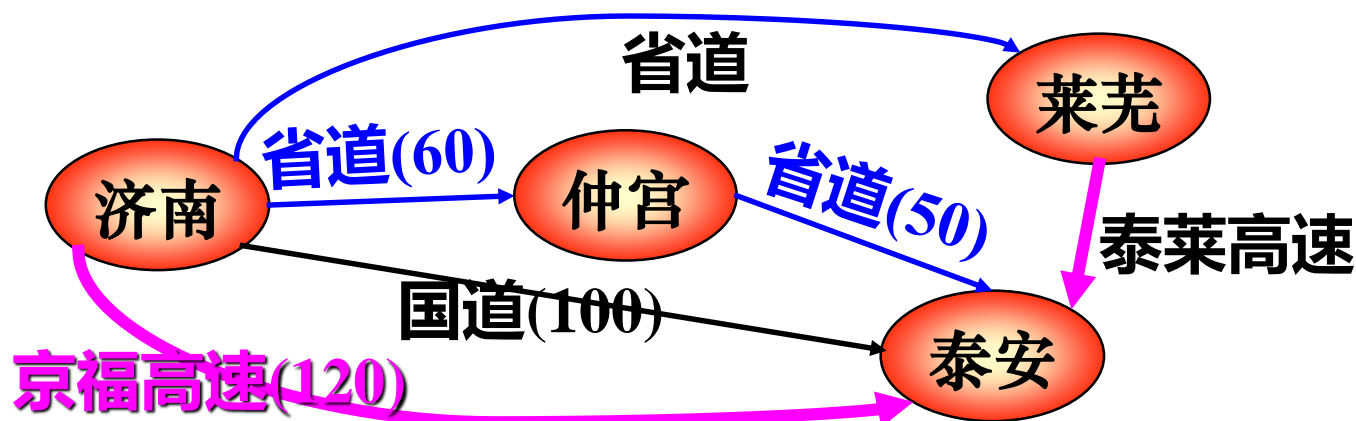 省道
莱芜
省道(60)
济南
仲宫
省道(50)
泰莱高速
国道(100)
泰安
京福高速(120)